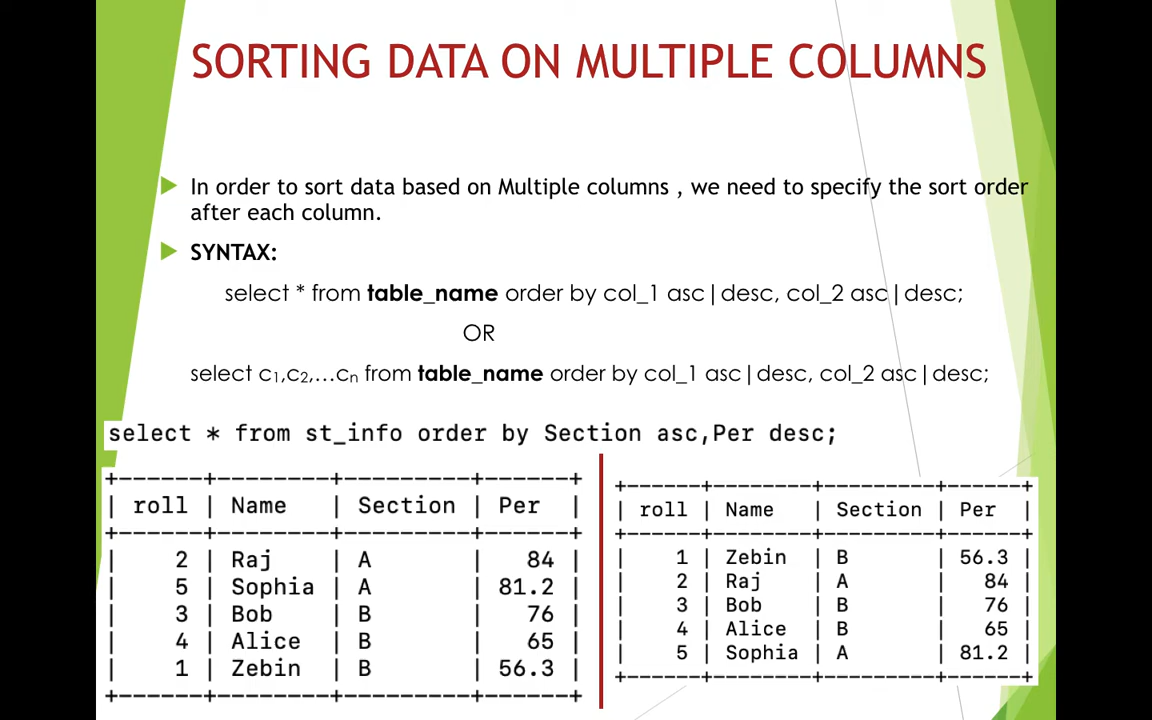 SORTING DATA ON MULTIPLE COLUMNS
In order to sort data based on Multiple columns , we need to specify the sort order
after each column.
SYNTAX:
select * from table_name order by col_1 asc|desc, col_2 asc|desc;
OR
select c₁,c₂,…cₙ from table_name order by col_1 asc|desc, col_2 asc|desc;
select * from st_info order by Section asc,Per desc;
+------+---------+---------+------+
| roll | Name | Section | Per |
+------+---------+---------+------+
| 2 | Raj | A | 84 |
| 5 | Sophia | A | 81.2 |
| 3 | Bob | B | 76 |
| 4 | Alice | B | 65 |
| 1 | Zebin | B | 56.3 |
+------+---------+---------+------+
+------+---------+---------+------+
| roll | Name | Section | Per |
+------+---------+---------+------+
| 1 | Zebin | B | 56.3 |
| 2 | Raj | A | 84 |
| 3 | Bob | B | 76 |
| 4 | Alice | B | 65 |
| 5 | Sophia | A | 81.2 |
+------+---------+---------+------+